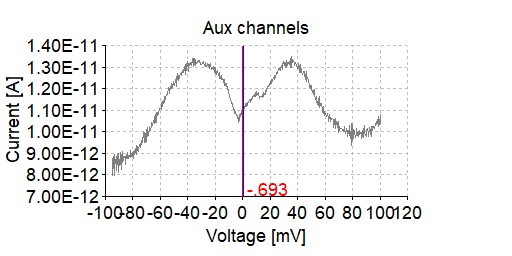 Aux channels
Current [A]
1.40E-11
1.30E-11
1.20E-11
1.10E-11
1.00E-11
9.00E-12
8.00E-12
7.00E-12
-.693
-100-80 -60 -40 -20 0 20 40 60 80 100 120
Voltage [mV]